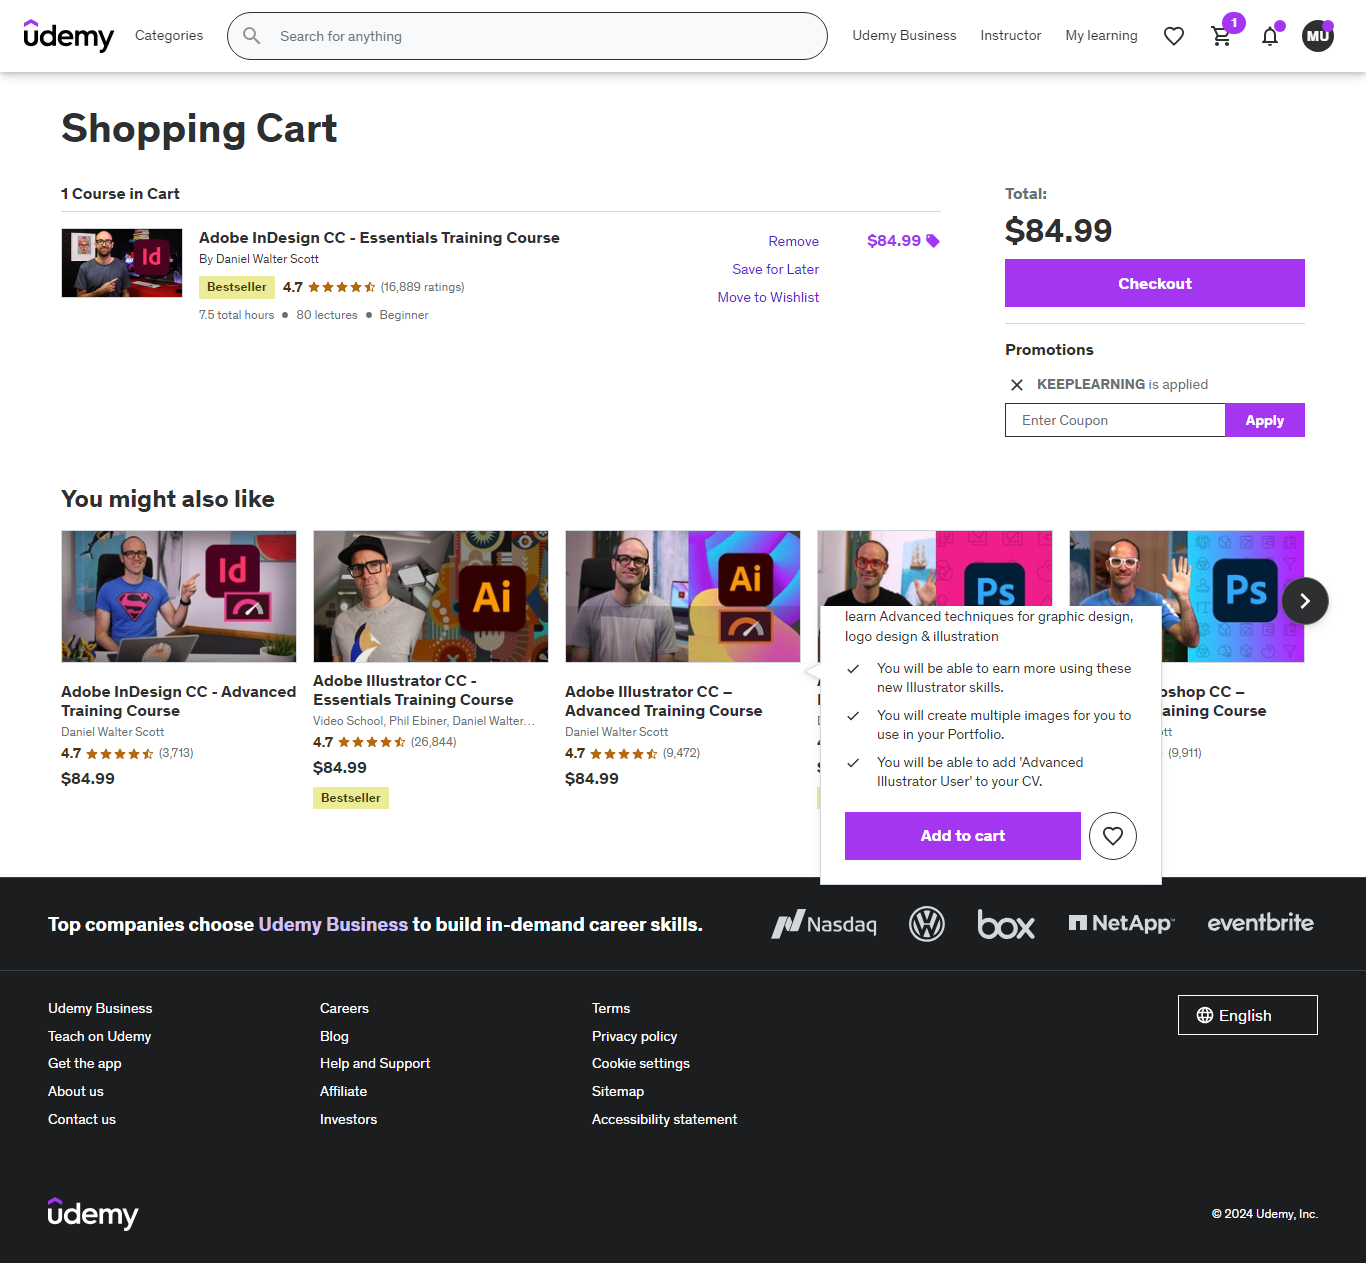 udemy
Categories
Search for anything
Udemy Business
Instructor
My learning
1
MU
Shopping Cart
1 Course in Cart
Id
Adobe InDesign CC - Essentials Training Course
By Daniel Walter Scott
Bestseller
4.7
(16,889 ratings)
7.5 total hours
80 lectures
Beginner
Remove
Save for Later
Move to Wishlist
$84.99
Total:
$84.99
Checkout
Promotions
KEEPLEARNING is applied
Enter Coupon
Apply
You might also like
Id
Adobe InDesign CC - Advanced
Training Course
Daniel Walter Scott
4.7
(3,713)
$84.99
Ai
Adobe Illustrator CC -
Essentials Training Course
Video School, Phil Ebiner, Daniel Walter…
4.7
(26,844)
$84.99
Bestseller
Ai
Adobe Illustrator CC –
Advanced Training Course
Daniel Walter Scott
4.7
(9,472)
$84.99
Ps
Ps
(9,911)
learn Advanced techniques for graphic design,
logo design & illustration
You will be able to earn more using these
new Illustrator skills.
You will create multiple images for you to
use in your Portfolio.
You will be able to add 'Advanced
Illustrator User' to your CV.
Add to cart
Top companies choose Udemy Business to build in-demand career skills.
Nasdaq
box
NetApp
eventbrite
Udemy Business
Teach on Udemy
Get the app
About us
Contact us
Careers
Blog
Help and Support
Affiliate
Investors
Terms
Privacy policy
Cookie settings
Sitemap
Accessibility statement
English
udemy
© 2024 Udemy, Inc.